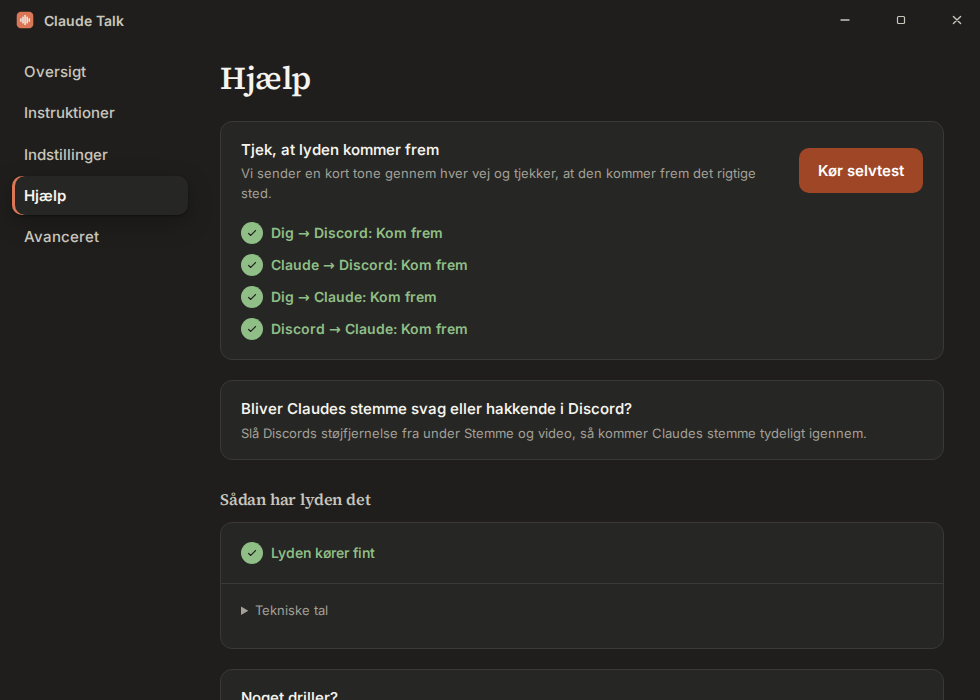 Claude Talk
Oversigt
Instruktioner
Indstillinger
Hjælp
Avanceret
Hjælp
Tjek, at lyden kommer frem
Vi sender en kort tone gennem hver vej og tjekker, at den kommer frem det rigtige
sted.
Kør selvtest
Dig → Discord: Kom frem
Claude → Discord: Kom frem
Dig → Claude: Kom frem
Discord → Claude: Kom frem
Bliver Claudes stemme svag eller hakkende i Discord?
Slå Discords støjfjernelse fra under Stemme og video, så kommer Claudes stemme tydeligt igennem.
Sådan har lyden det
Lyden kører fint
Tekniske tal
Noget driller?